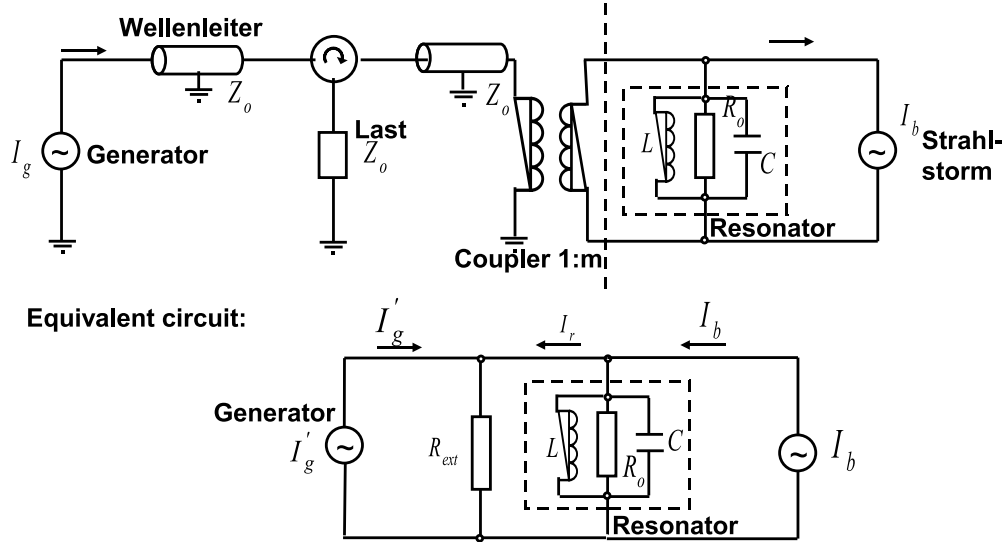 Wellenleiter
Z_o
Z_o
I_g
Generator
Last
Z_o
L
R_o
C
I_b
Strahl-
storm
Resonator
Coupler 1:m
Equivalent circuit:
I'_g
I_r
I_b
Generator
I'_g
R_ext
L
R_o
C
I_b
Resonator